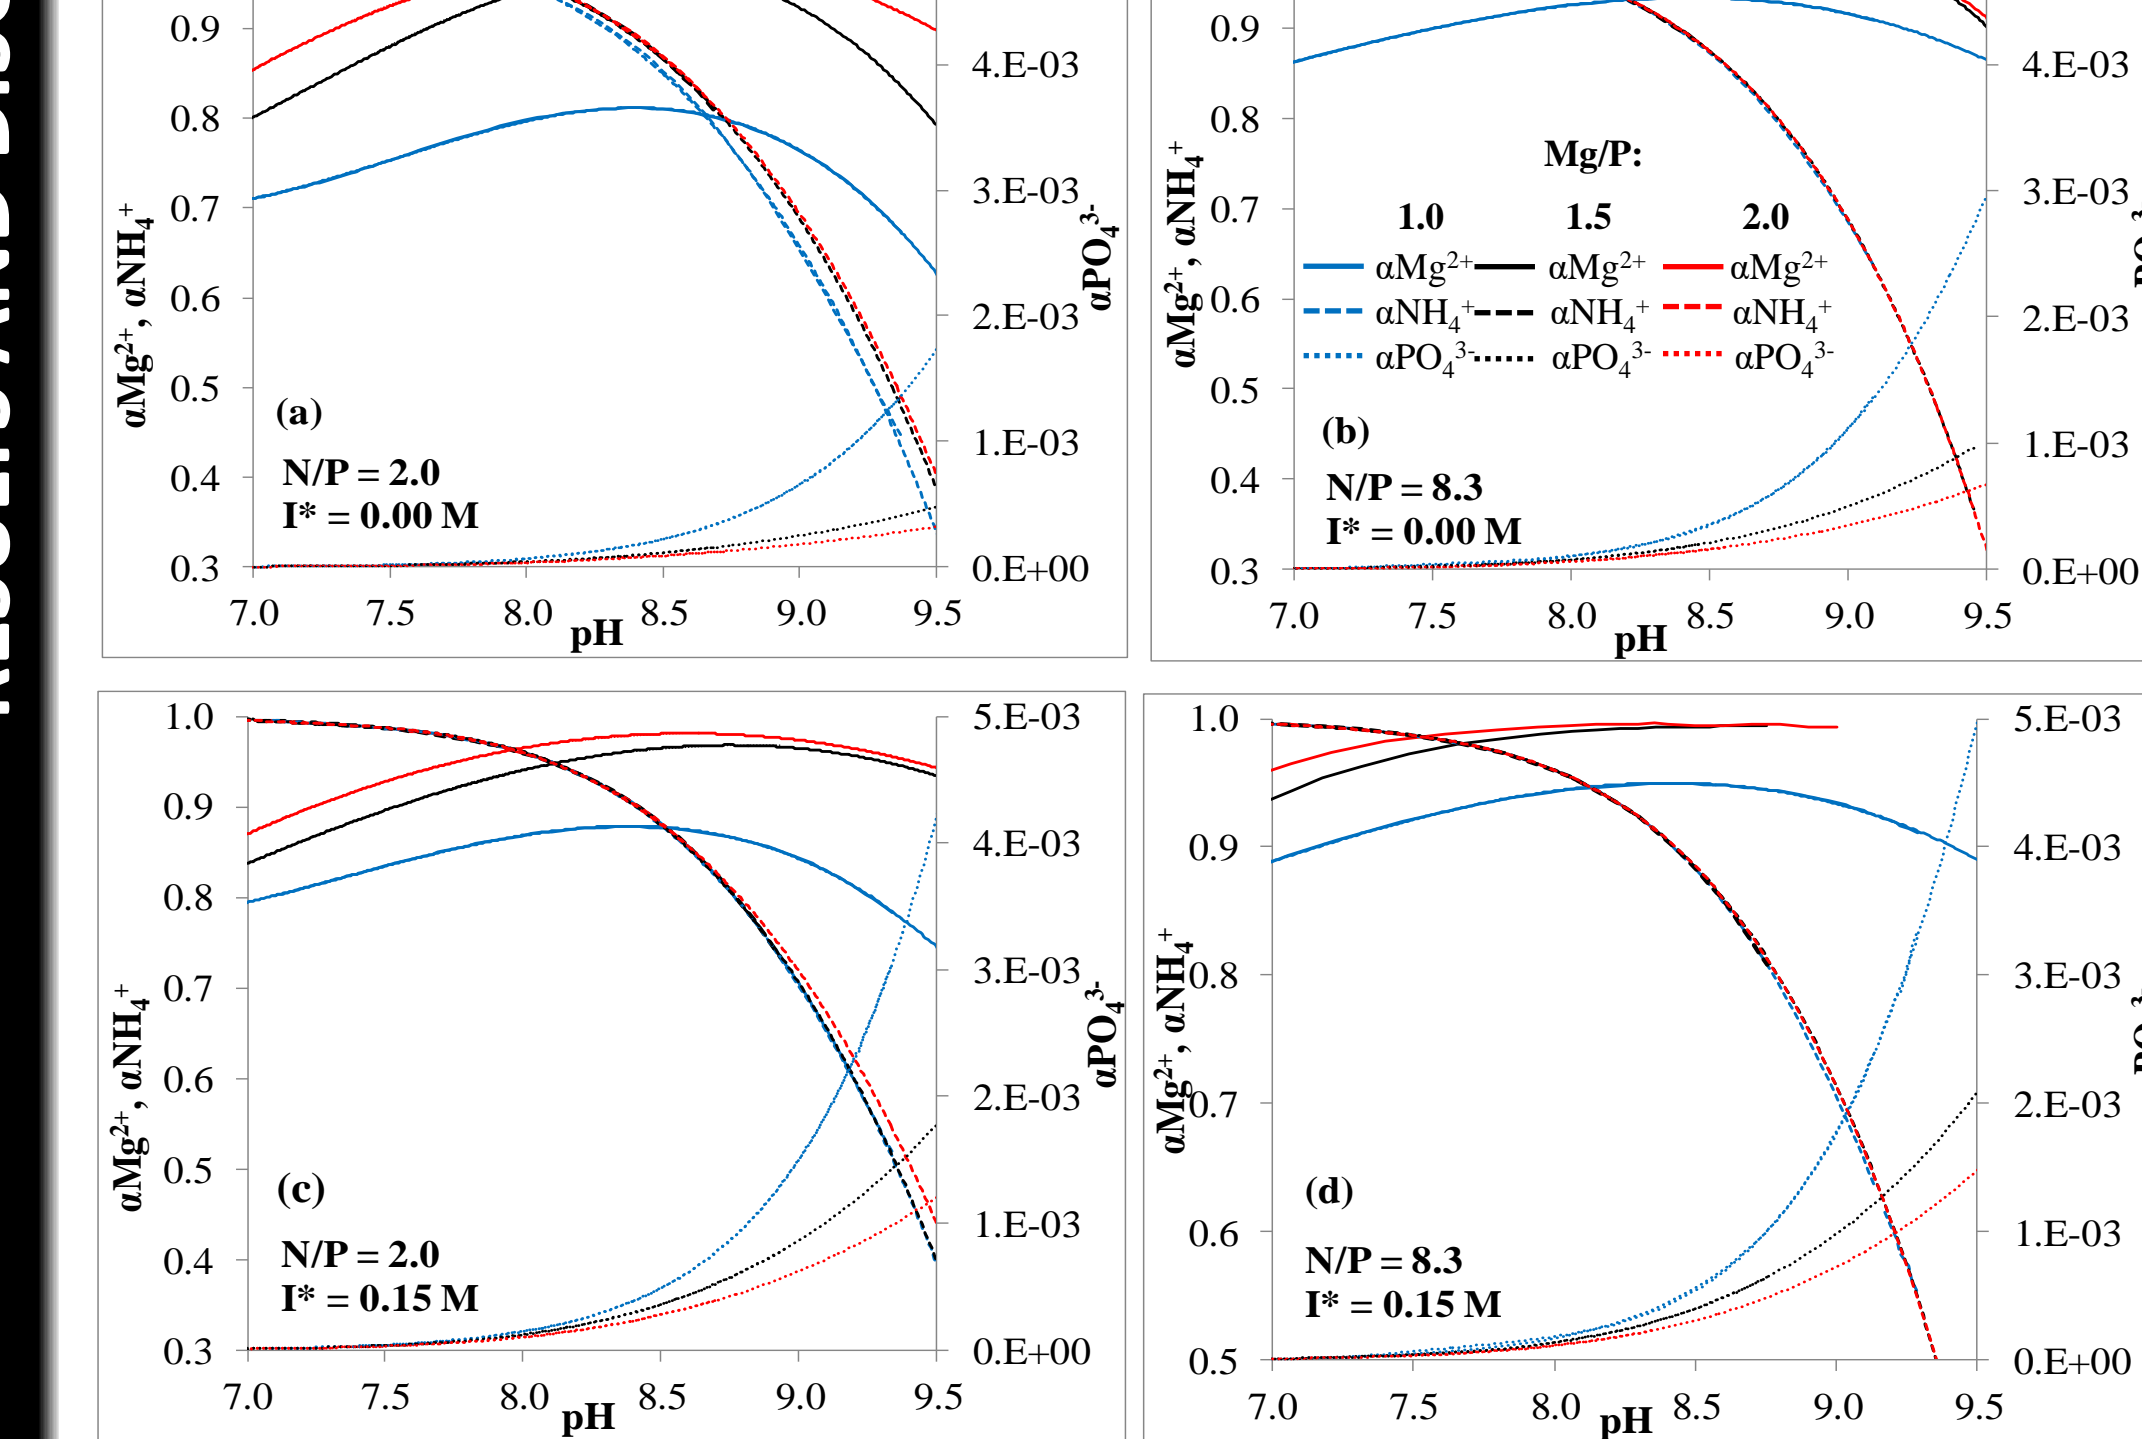 0.9
0.8
0.7
0.6
0.5
0.4
0.3
αMg²⁺, αNH₄⁺
4.E-03
3.E-03
2.E-03
1.E-03
0.E+00
αPO₄³⁻
(a)
N/P = 2.0
I* = 0.00 M
7.0 7.5 8.0 8.5 9.0 9.5
pH
0.9
0.8
0.7
0.6
0.5
0.4
0.3
αMg²⁺, αNH₄⁺
4.E-03
3.E-03
2.E-03
1.E-03
0.E+00
Mg/P:
1.0 1.5 2.0
αMg²⁺ αMg²⁺ αMg²⁺
αNH₄⁺ αNH₄⁺ αNH₄⁺
αPO₄³⁻ αPO₄³⁻ αPO₄³⁻
(b)
N/P = 8.3
I* = 0.00 M
7.0 7.5 8.0 8.5 9.0 9.5
pH
1.0
0.9
0.8
0.7
0.6
0.5
0.4
0.3
αMg²⁺, αNH₄⁺
5.E-03
4.E-03
3.E-03
2.E-03
1.E-03
0.E+00
αPO₄³⁻
(c)
N/P = 2.0
I* = 0.15 M
7.0 7.5 8.0 8.5 9.0 9.5
pH
1.0
0.9
0.8
0.7
0.6
0.5
αMg²⁺, αNH₄⁺
5.E-03
4.E-03
3.E-03
2.E-03
1.E-03
0.E+00
(d)
N/P = 8.3
I* = 0.15 M
7.0 7.5 8.0 8.5 9.0 9.5
pH